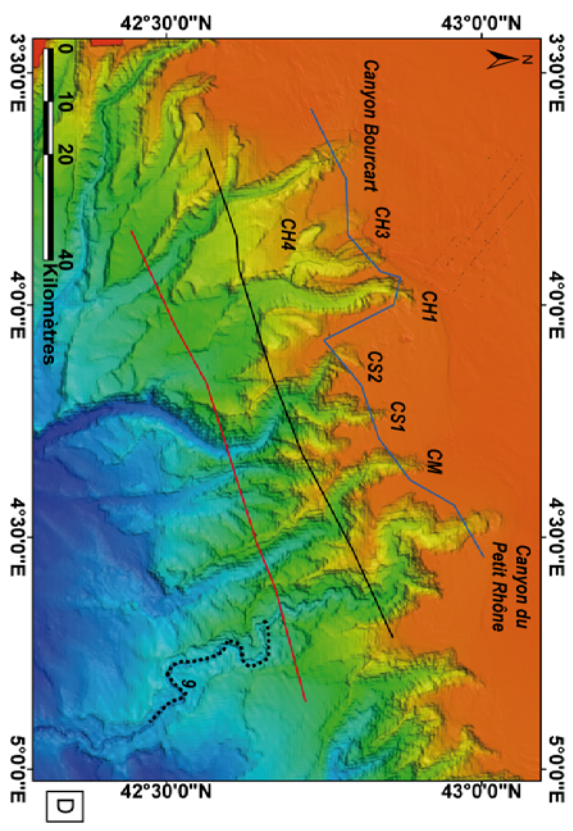 42°30'0"N
43°0'0"N
3°30'0"E
3°30'0"E
N
0
10
20
40
Kilomètres
Canyon Bourcart
CH3
CH4
CH1
4°0'0"E
4°0'0"E
CS2
CS1
CM
Canyon du
Petit Rhône
4°30'0"E
4°30'0"E
g
5°0'0"E
5°0'0"E
42°30'0"N
43°0'0"N
D